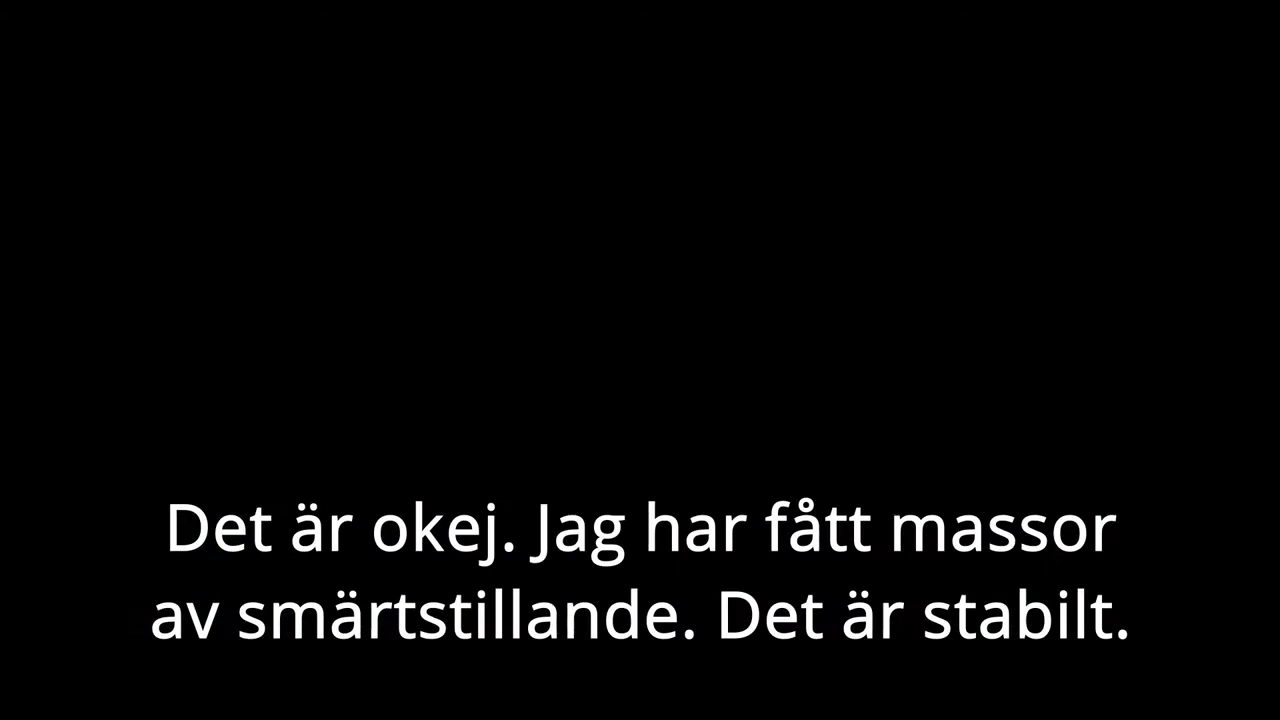 Det är okej. Jag har fått massor
av smärtstillande. Det är stabilt.